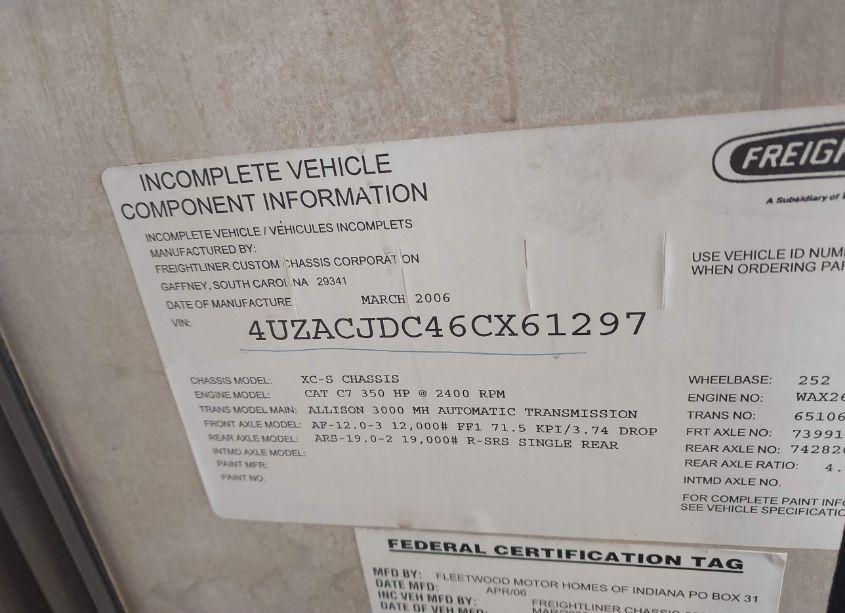 INCOMPLETE VEHICLE
COMPONENT INFORMATION
INCOMPLETE VEHICLE / VÉHICULES INCOMPLETS
MANUFACTURED BY:
FREIGHTLINER CUSTOM CHASSIS CORPORATION
GAFFNEY, SOUTH CAROLINA 29341
DATE OF MANUFACTURE MARCH 2006
VIN: 4UZACJDC46CX61297
CHASSIS MODEL: XC-S CHASSIS
ENGINE MODEL: CAT C7 350 HP @ 2400 RPM
TRANS MODEL MAIN: ALLISON 3000 MH AUTOMATIC TRANSMISSION
FRONT AXLE MODEL: AF-12.0-3 12,000# FF1 71.5 KPI/3.74 DROP
REAR AXLE MODEL: ARS-19.0-2 19,000# R-SRS SINGLE REAR
INTMD AXLE MODEL:
PAINT MFR:
PAINT NO:
FREIGH
A Subsidiary of
USE VEHICLE ID NUM
WHEN ORDERING PAR
WHEELBASE: 252
ENGINE NO: WAX26
TRANS NO: 65106
FRT AXLE NO: 73991
REAR AXLE NO: 742820
REAR AXLE RATIO: 4.
INTMD AXLE NO.
FOR COMPLETE PAINT INFO
SEE VEHICLE SPECIFICATION
FEDERAL CERTIFICATION TAG
MFD BY: FLEETWOOD MOTOR HOMES OF INDIANA PO BOX 31
DATE MFD: APR/06
INC VEH MFD BY: FREIGHTLINER CHASSIS
DATE OF VEH MFD: